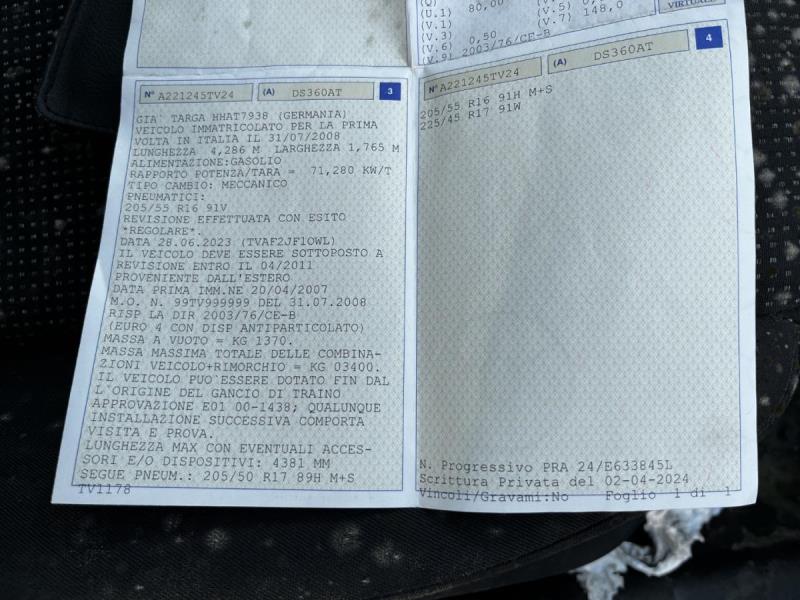 (Q)
(U.1) 80,00
(V.1)
(V.3)
(V.5) 0,0
(V.6) 0,50
(V.7) 148,0
(V.9) 2003/76/CE-B
VIRTUALE
N° A221245TV24 (A) DS360AT 3
GIA' TARGA HHAT7938 (GERMANIA)
VEICOLO IMMATRICOLATO PER LA PRIMA
VOLTA IN ITALIA IL 31/07/2008
LUNGHEZZA 4,286 M LARGHEZZA 1,765 M
ALIMENTAZIONE:GASOLIO
RAPPORTO POTENZA/TARA = 71,280 KW/T
TIPO CAMBIO: MECCANICO
PNEUMATICI:
205/55 R16 91V
REVISIONE EFFETTUATA CON ESITO
*REGOLARE*.
DATA 28.06.2023 (TVAF2JF1OWL)
IL VEICOLO DEVE ESSERE SOTTOPOSTO A
REVISIONE ENTRO IL 04/2011
PROVENIENTE DALL'ESTERO
DATA PRIMA IMM.NE 20/04/2007
M.O. N. 99TV999999 DEL 31.07.2008
RISP LA DIR 2003/76/CE-B
(EURO 4 CON DISP ANTIPARTICOLATO)
MASSA A VUOTO = KG 1370.
MASSA MASSIMA TOTALE DELLE COMBINA-
ZIONI VEICOLO+RIMORCHIO = KG 03400.
IL VEICOLO PUO'ESSERE DOTATO FIN DAL
L'ORIGINE DEL GANCIO DI TRAINO
APPROVAZIONE E01 00-1438; QUALUNQUE
INSTALLAZIONE SUCCESSIVA COMPORTA
VISITA E PROVA.
LUNGHEZZA MAX CON EVENTUALI ACCES-
SORI E/O DISPOSITIVI: 4381 MM
SEGUE PNEUM.: 205/50 R17 89H M+S
TV1178
N° A221245TV24 (A) DS360AT 4
205/55 R16 91H M+S
225/45 R17 91W
N. Progressivo PRA 24/E633845L
Scrittura Privata del 02-04-2024
Vincoli/Gravami:No Foglio 1 di 1